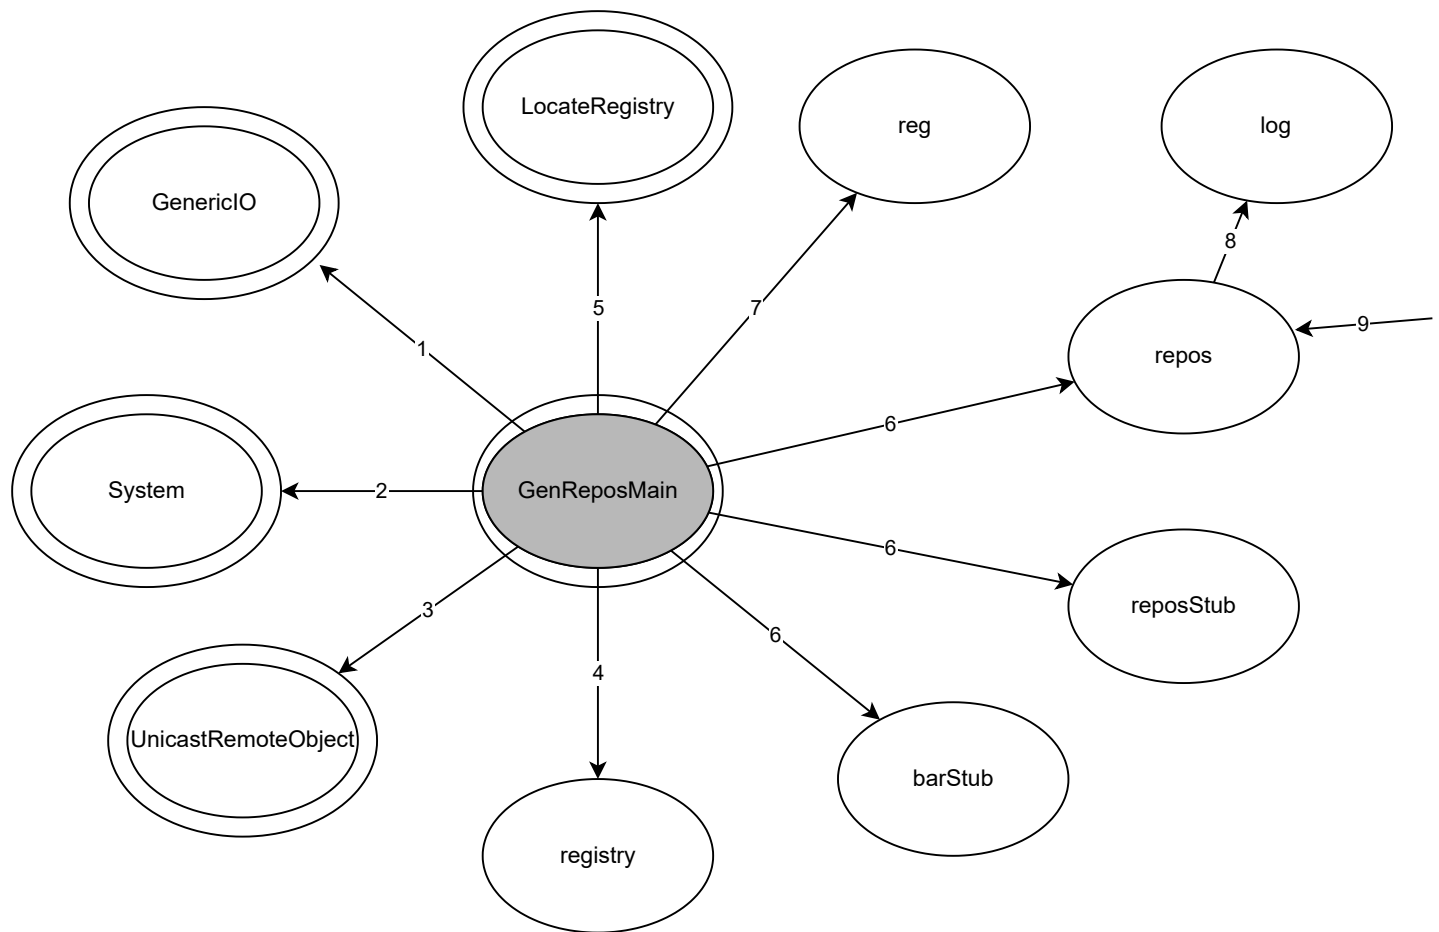 LocateRegistry
reg
log
GenericIO
8
5
7
9
1
repos
6
System
2
GenReposMain
6
3
6
reposStub
4
UnicastRemoteObject
barStub
registry